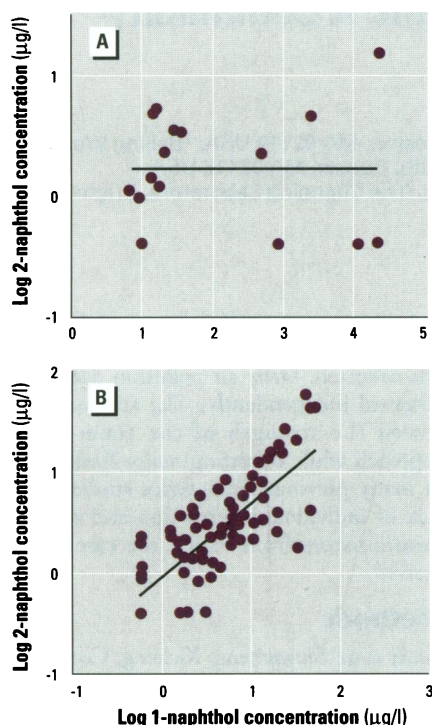 Log 2-naphthol concentration (µg/l)
A
1
0
-1
0 1 2 3 4 5
Log 2-naphthol concentration (µg/l)
B
2
1
0
-1
-1 0 1 2 3
Log 1-naphthol concentration (µg/l)